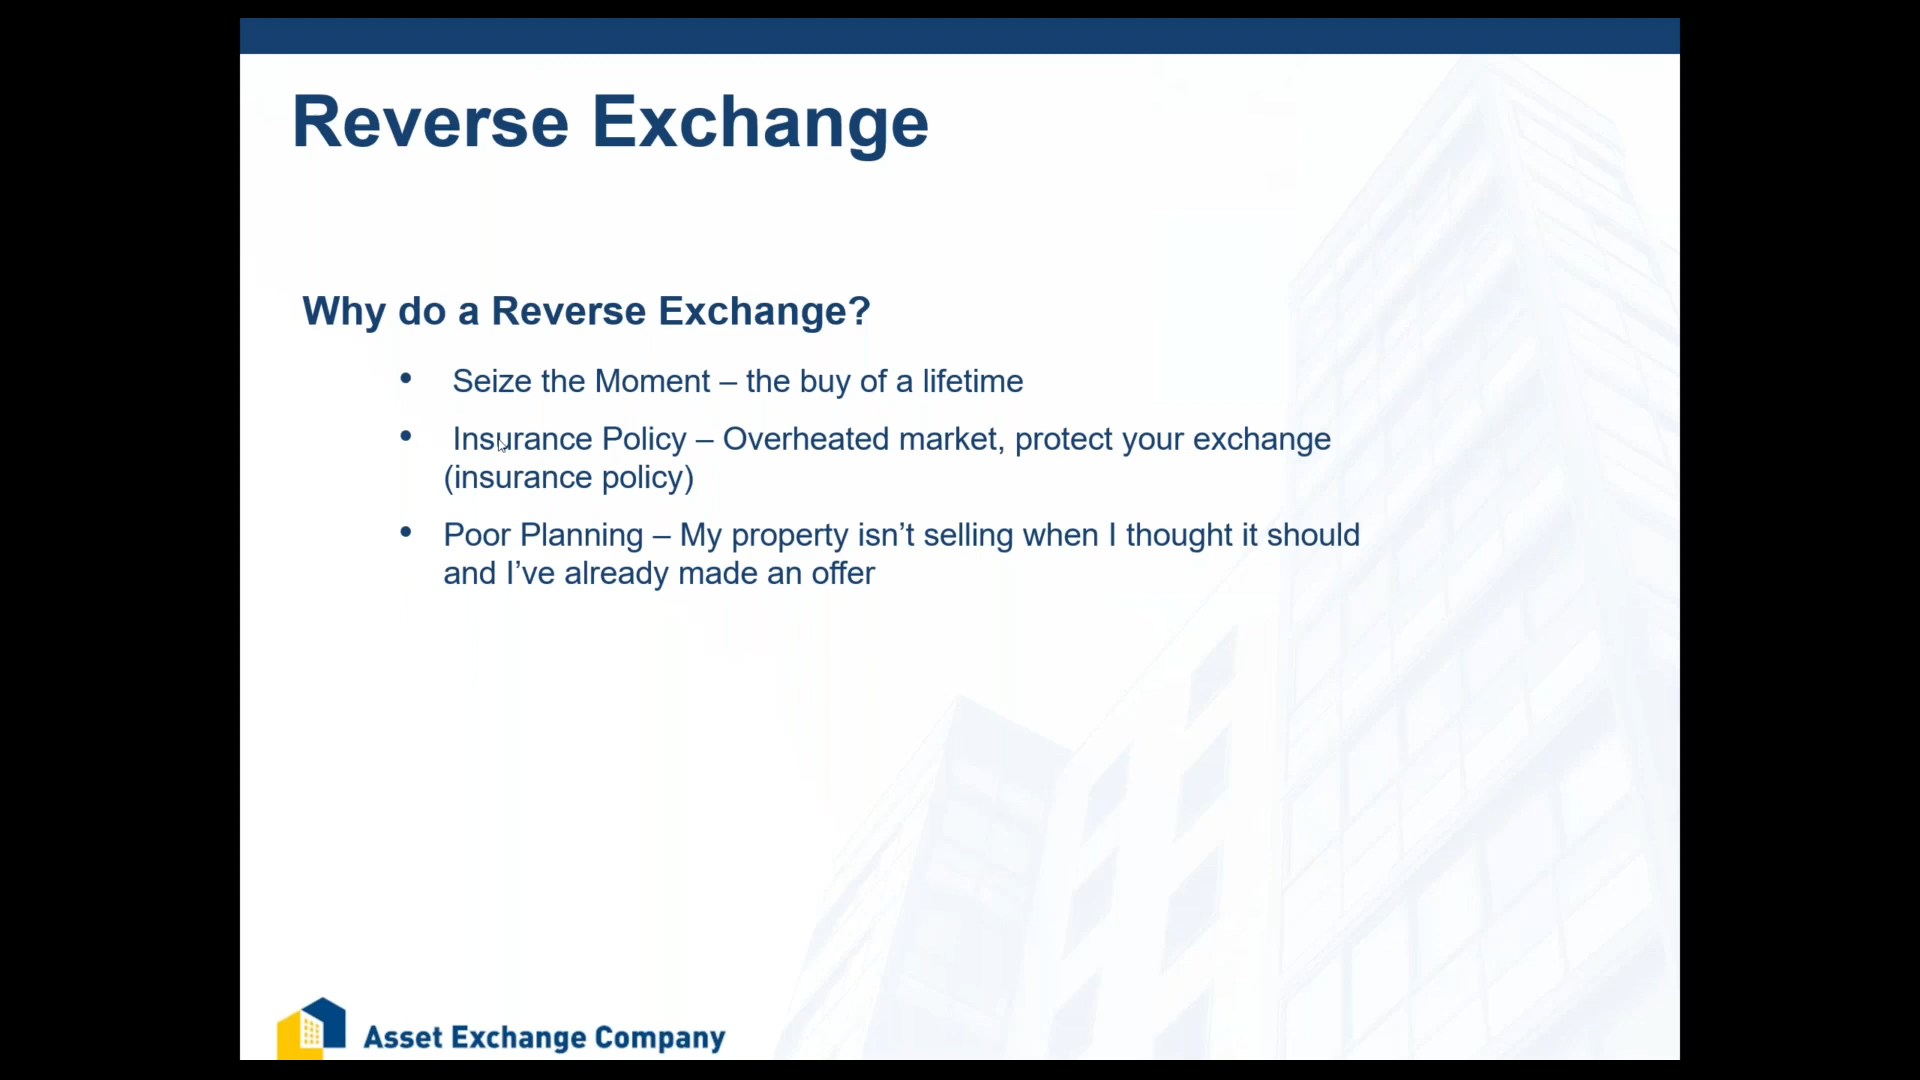 Reverse Exchange
Why do a Reverse Exchange?
• Seize the Moment – the buy of a lifetime
• Insurance Policy – Overheated market, protect your exchange
(insurance policy)
• Poor Planning – My property isn’t selling when I thought it should
and I’ve already made an offer
Asset Exchange Company